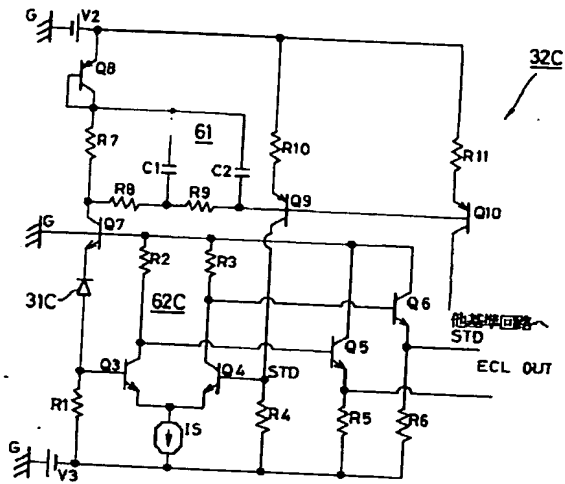 G
V2
32C
Q8
61
R7
C1
C2
R10
R11
R8
R9
Q9
Q10
G
Q7
R2
R3
31C
62C
Q6
他基準回路へ
STD
Q3
Q4
STD
Q5
ECL OUT
R1
IS
R4
R5
R6
G
V3